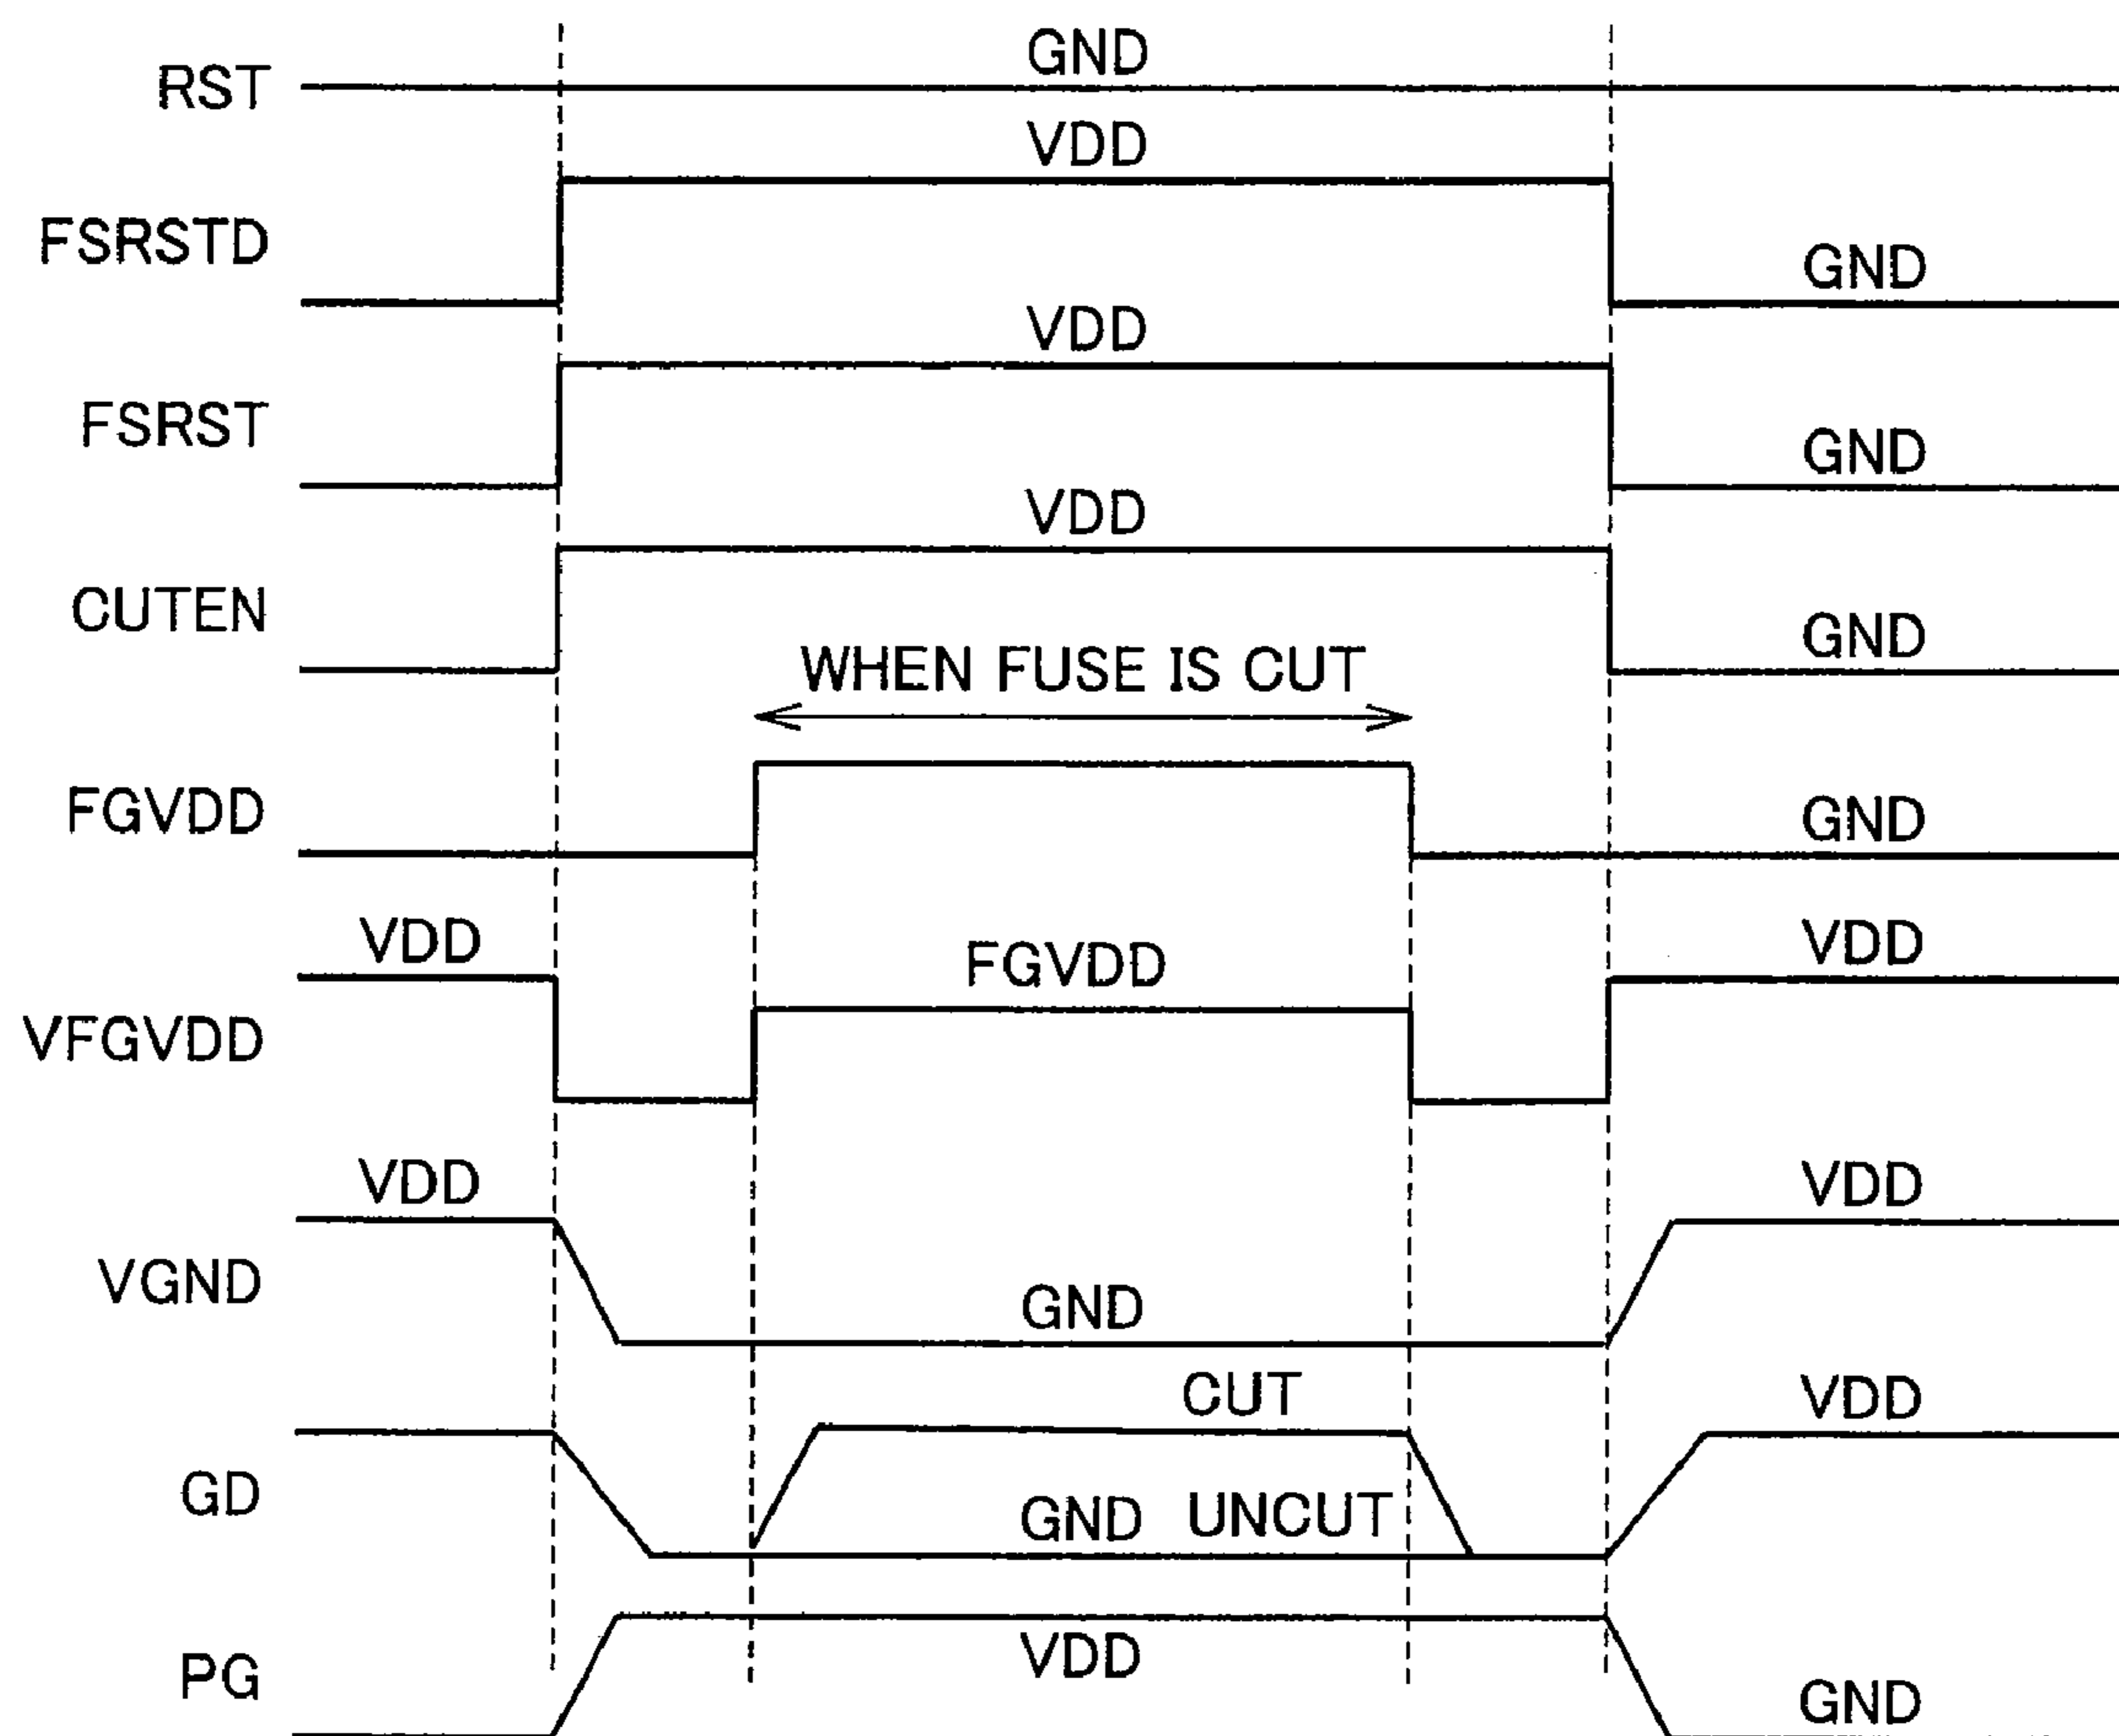 GND
RST
VDD
FSRSTD
GND
VDD
FSRST
GND
VDD
CUTEN
GND
WHEN FUSE IS CUT
FGVDD
GND
VDD
FGVDD
VDD
VFGVDD
VDD
VDD
VGND
GND
CUT
VDD
GD
GND UNCUT
VDD
PG
GND